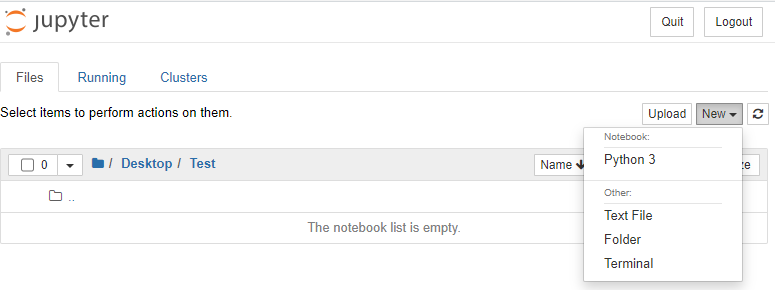 jupyter
Quit
Logout
Files
Running
Clusters
Select items to perform actions on them.
Upload
New
Notebook:
Python 3
Other:
Text File
Folder
Terminal
0
/ Desktop / Test
Name
ze
..
The notebook list is empty.